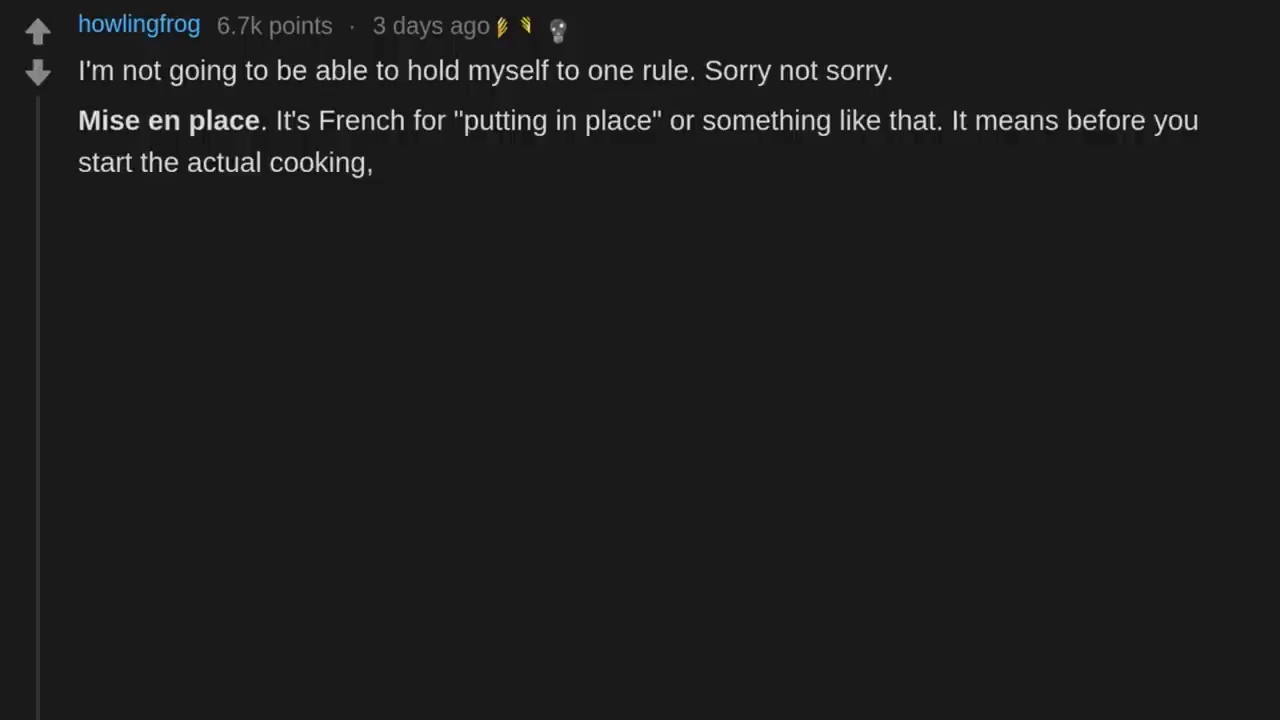 howlingfrog 6.7k points · 3 days ago
I'm not going to be able to hold myself to one rule. Sorry not sorry.
Mise en place. It's French for "putting in place" or something like that. It means before you
start the actual cooking,